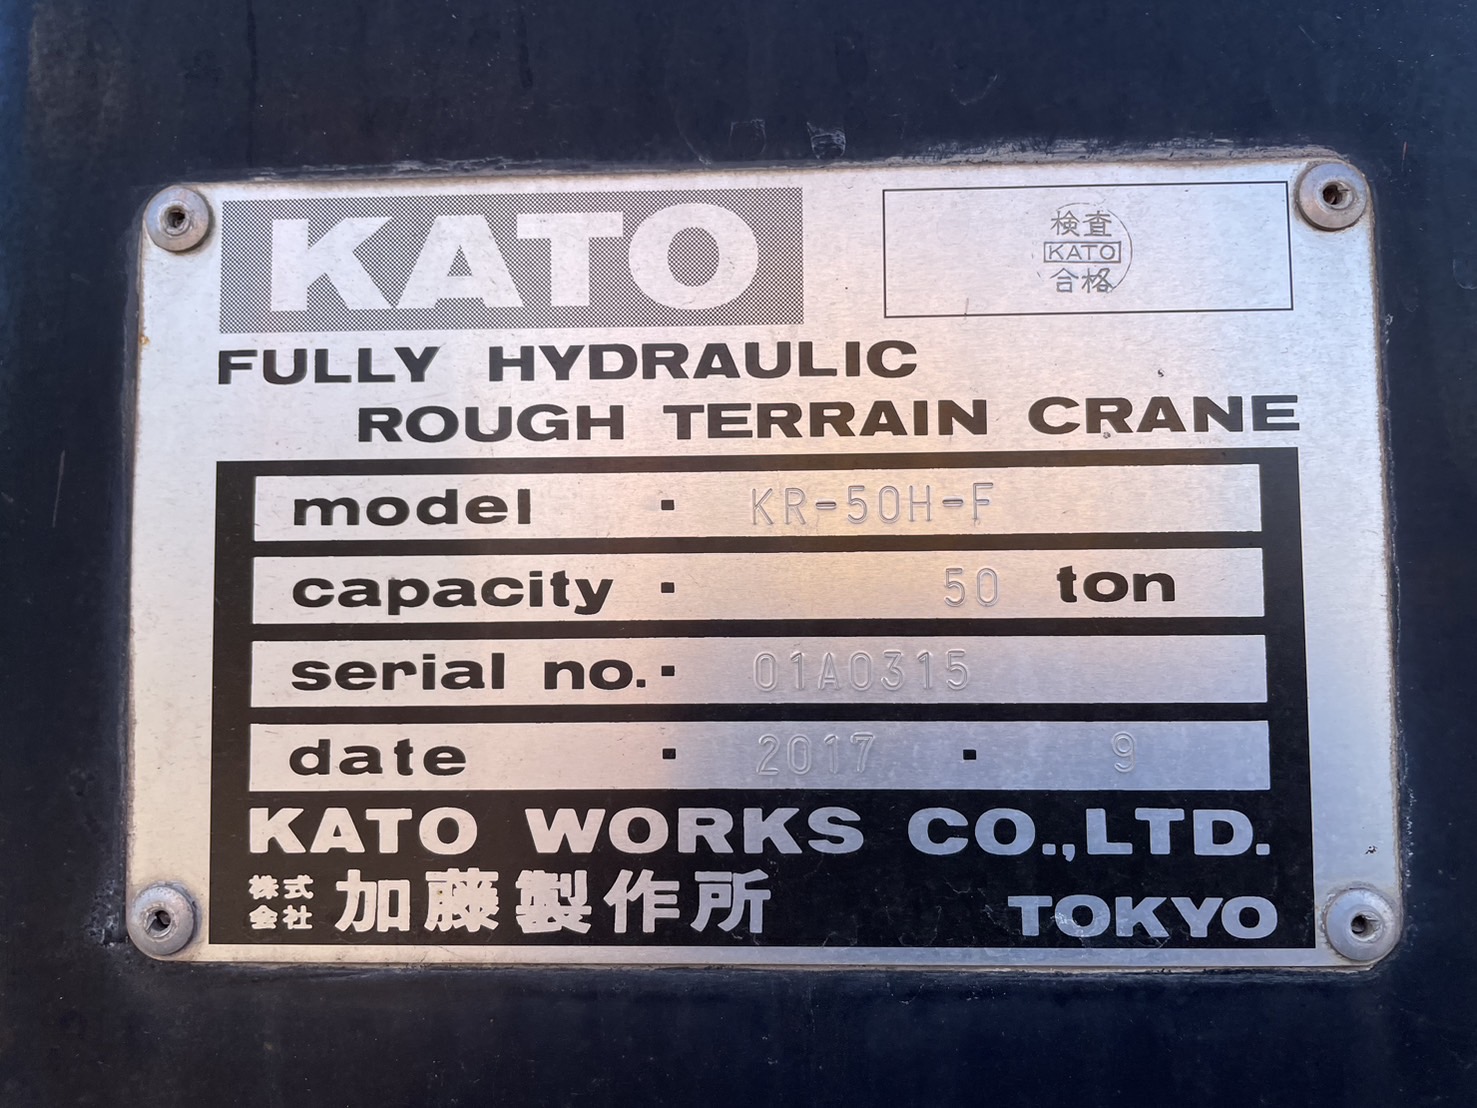 KATO
検査
KATO
合格
FULLY HYDRAULIC
ROUGH TERRAIN CRANE
model · KR-50H-F
capacity · 50 ton
serial no. · 01A0315
date · 2017 · 9
KATO WORKS CO.,LTD.
株式会社 加藤製作所 TOKYO